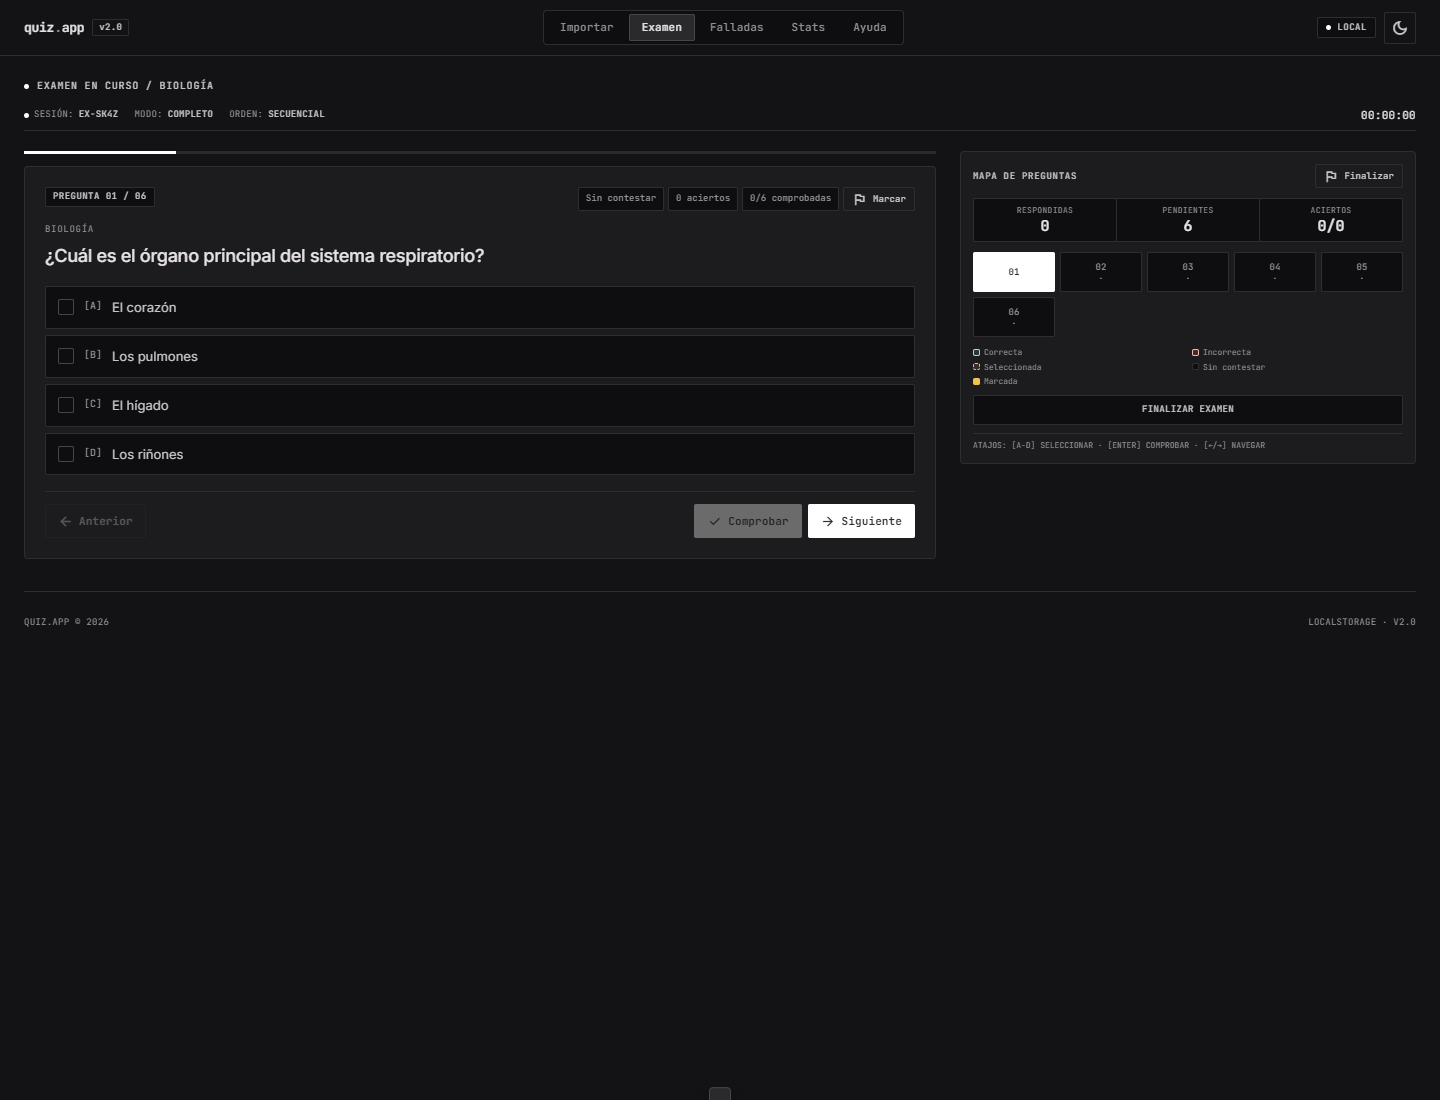 quiz.app v2.0
Importar Examen Falladas Stats Ayuda
LOCAL
EXAMEN EN CURSO / BIOLOGÍA
SESIÓN: EX-SK4Z MODO: COMPLETO ORDEN: SECUENCIAL
00:00:00
PREGUNTA 01 / 06
Sin contestar 0 aciertos 0/6 comprobadas Marcar
BIOLOGÍA
¿Cuál es el órgano principal del sistema respiratorio?
[A] El corazón
[B] Los pulmones
[C] El hígado
[D] Los riñones
← Anterior
Comprobar → Siguiente
MAPA DE PREGUNTAS Finalizar
RESPONDIDAS PENDIENTES ACIERTOS
0 6 0/0
01 02 03 04 05
· · · ·
06
·
Correcta Incorrecta
Seleccionada Sin contestar
Marcada
FINALIZAR EXAMEN
ATAJOS: [A-D] SELECCIONAR · [ENTER] COMPROBAR · [←/→] NAVEGAR
QUIZ.APP © 2026
LOCALSTORAGE · V2.0